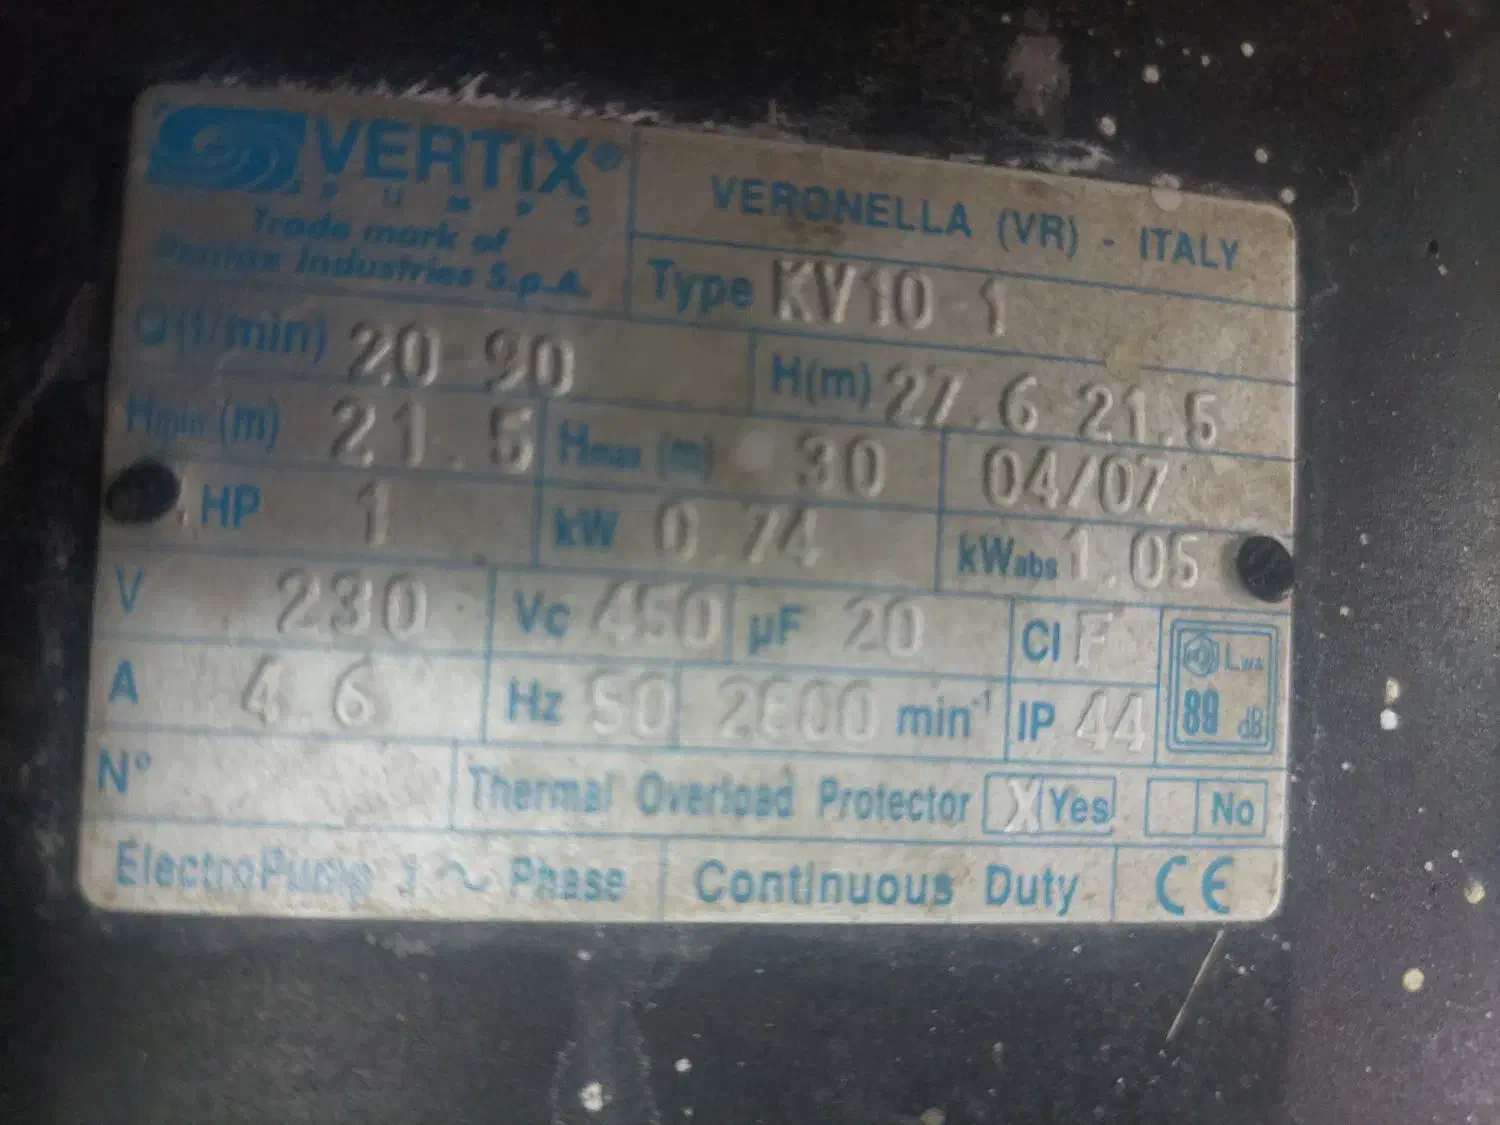 VERTIX®
PUMPS
Trade mark of
Pentax Industries S.p.A.
VERONELLA (VR) - ITALY
Type KV10 1
Q(l/min) 20-90 H(m) 27.6 21.5
Hmin (m) 21.5 Hmax (m) 30 04/07
HP 1 kW 0.74 kWabs 1.05
V 230 Vc 450 µF 20 Cl F
LWA
A 4.6 Hz 50 2800 min-1 IP 44 dB
N° Thermal Overload Protector X Yes No
ElectroPump 1 ~ Phase Continuous Duty CE